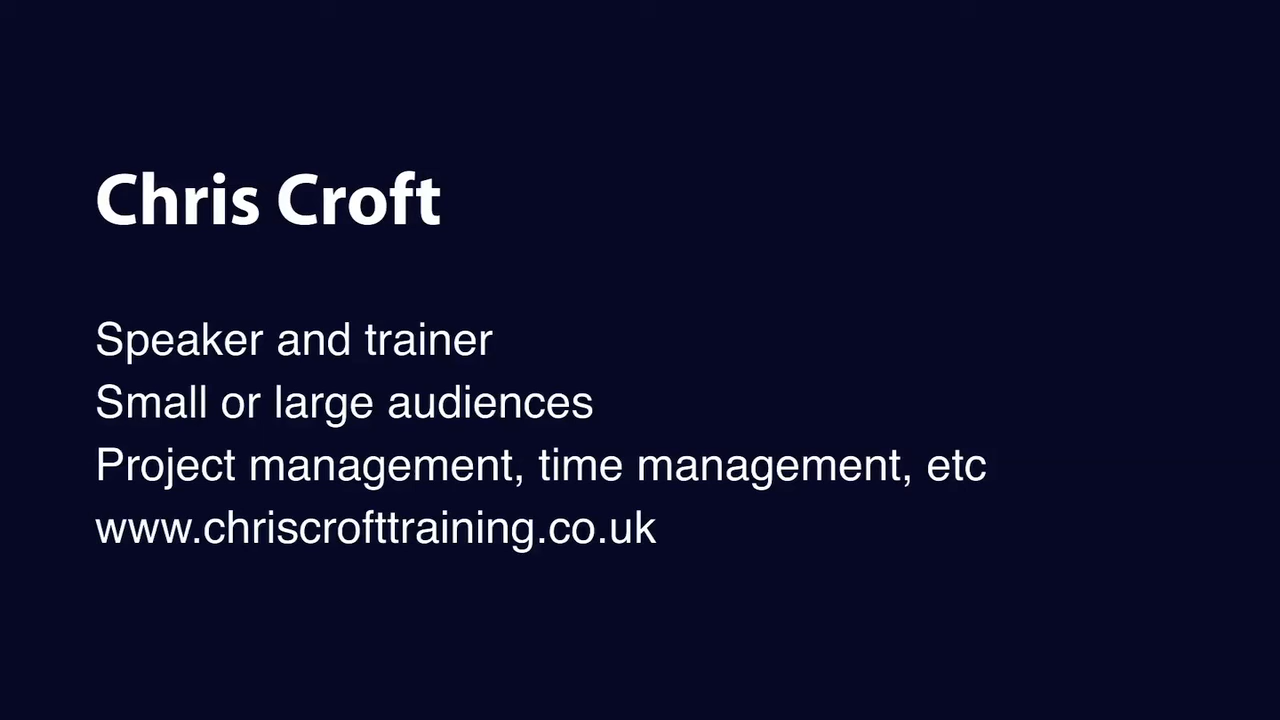 Chris Croft
Speaker and trainer
Small or large audiences
Project management, time management, etc
www.chriscrofttraining.co.uk